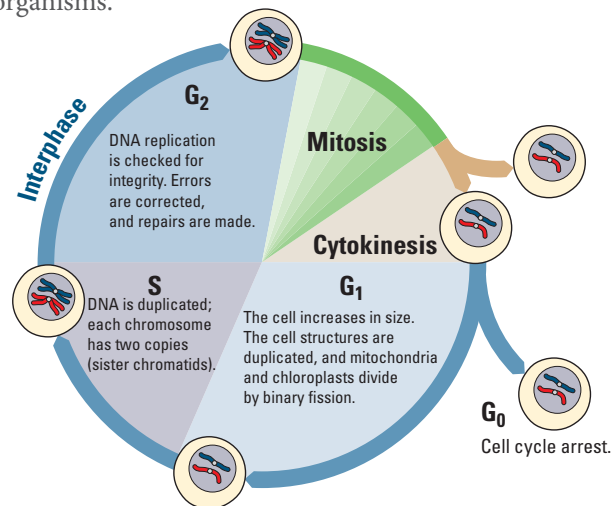 organisms.
Interphase
G₂
DNA replication
is checked for
integrity. Errors
are corrected,
and repairs are made.
Mitosis
Cytokinesis
S
DNA is duplicated;
each chromosome
has two copies
(sister chromatids).
G₁
The cell increases in size.
The cell structures are
duplicated, and mitochondria
and chloroplasts divide
by binary fission.
G₀
Cell cycle arrest.